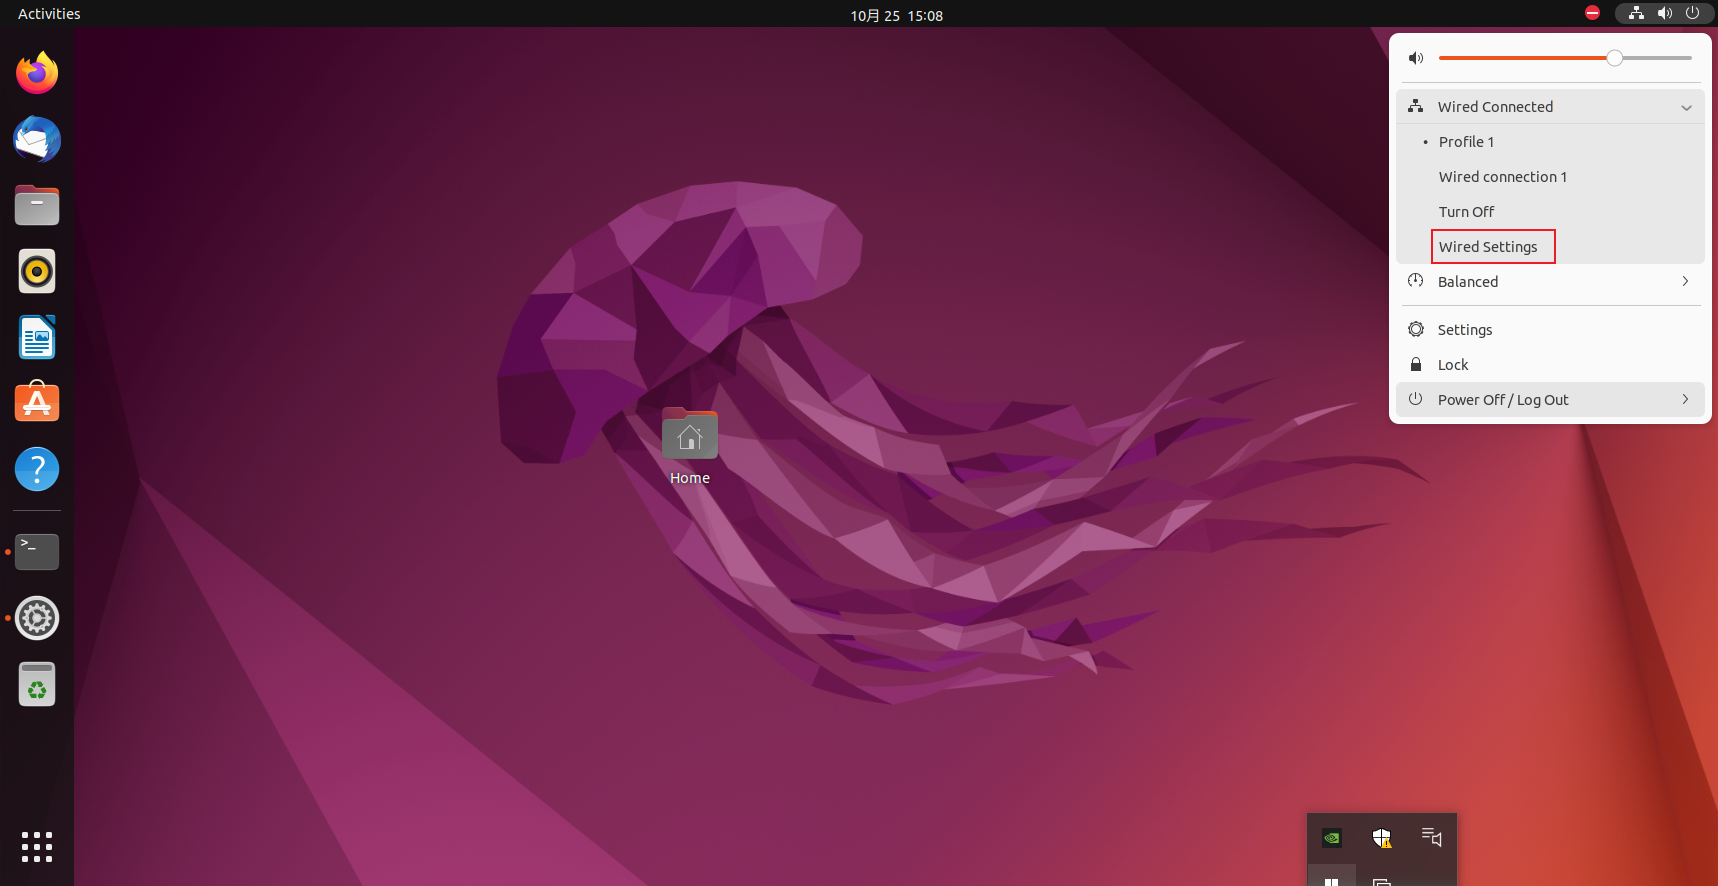 Activities
10月 25 15:08
Wired Connected
Profile 1
Wired connection 1
Turn Off
Wired Settings
Balanced
Settings
Lock
Power Off / Log Out
Home